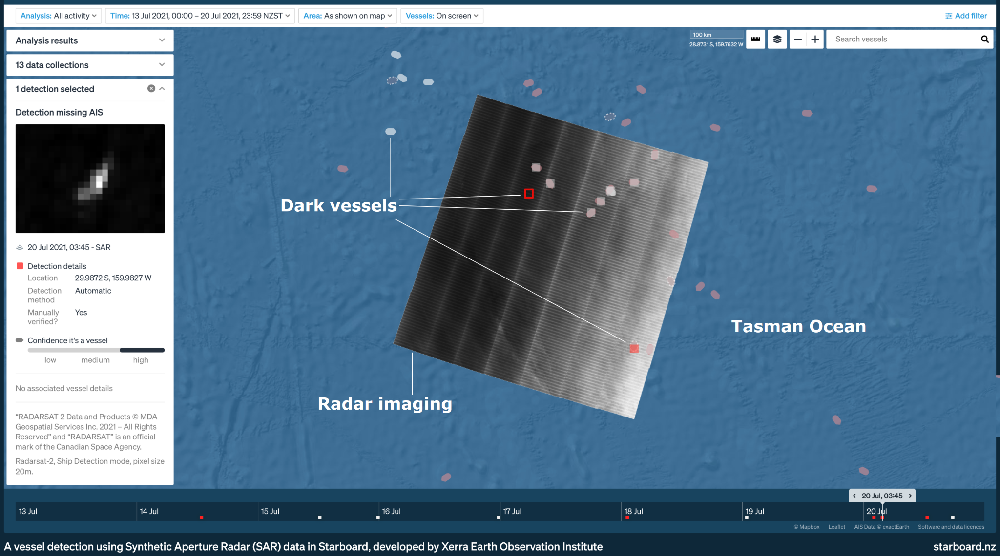 Analysis: All activity
Time: 13 Jul 2021, 00:00 – 20 Jul 2021, 23:59 NZST
Area: As shown on map
Vessels: On screen
Add filter
Analysis results
13 data collections
1 detection selected
Detection missing AIS
20 Jul 2021, 03:45 - SAR
Detection details
Location 29.9872 S, 159.9827 W
Detection method Automatic
Manually verified? Yes
Confidence it's a vessel
low medium high
No associated vessel details
“RADARSAT-2 Data and Products © MDA
Geospatial Services Inc. 2021 – All Rights
Reserved” and “RADARSAT” is an official
mark of the Canadian Space Agency.
Radarsat-2, Ship Detection mode, pixel size
20m.
100 km
28.8731 S, 159.7632 W
Search vessels
Dark vessels
Tasman Ocean
Radar imaging
20 Jul, 03:45
13 Jul 14 Jul 15 Jul 16 Jul 17 Jul 18 Jul 19 Jul 20 Jul
© Mapbox Leaflet AIS Data © exactEarth Software and data licences
A vessel detection using Synthetic Aperture Radar (SAR) data in Starboard, developed by Xerra Earth Observation Institute
starboard.nz